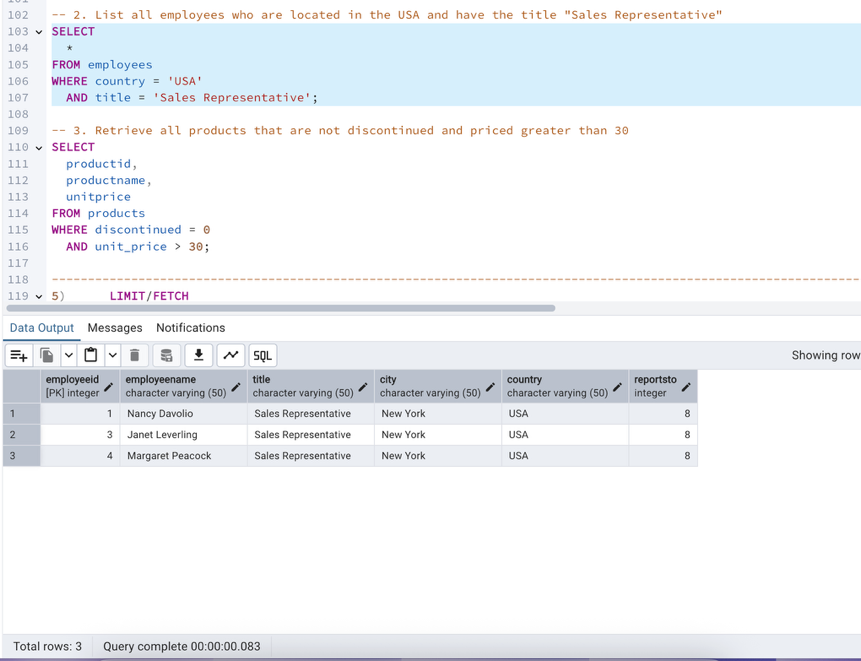 102 -- 2. List all employees who are located in the USA and have the title "Sales Representative"
103 SELECT
104 *
105 FROM employees
106 WHERE country = 'USA'
107 AND title = 'Sales Representative';
108
109 -- 3. Retrieve all products that are not discontinued and priced greater than 30
110 SELECT
111 productid,
112 productname,
113 unitprice
114 FROM products
115 WHERE discontinued = 0
116 AND unit_price > 30;
117
118 --------------------------------------------------------------------------------
119 5) LIMIT/FETCH
Data Output Messages Notifications
SQL Showing row
employeeid employeename title city country reportsto
[PK] integer character varying (50) character varying (50) character varying (50) character varying (50) integer
1 1 Nancy Davolio Sales Representative New York USA 8
2 3 Janet Leverling Sales Representative New York USA 8
3 4 Margaret Peacock Sales Representative New York USA 8
Total rows: 3 Query complete 00:00:00.083